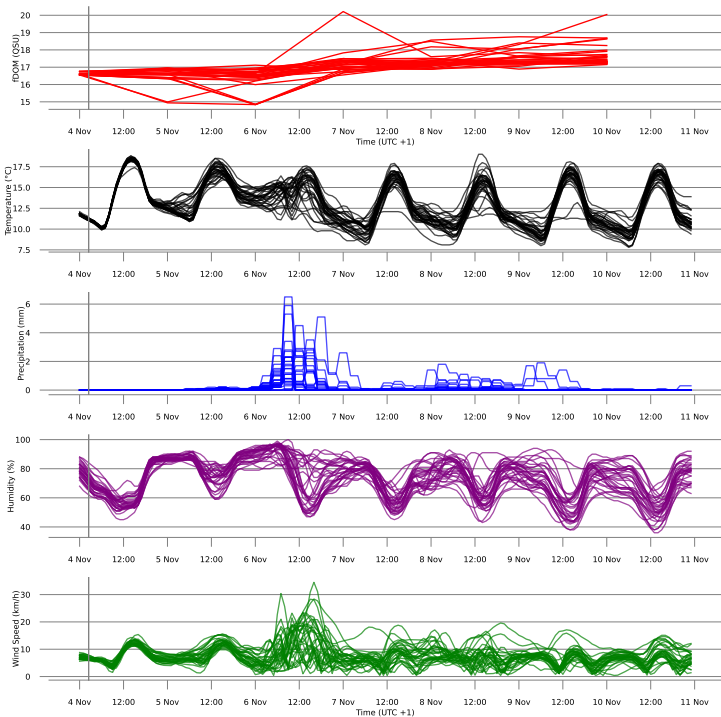 fDOM (QSU)
20
19
18
17
16
15
4 Nov 12:00 5 Nov 12:00 6 Nov 12:00 7 Nov 12:00 8 Nov 12:00 9 Nov 12:00 10 Nov 12:00 11 Nov
Time (UTC +1)
Temperature (°C)
17.5
15.0
12.5
10.0
7.5
4 Nov 12:00 5 Nov 12:00 6 Nov 12:00 7 Nov 12:00 8 Nov 12:00 9 Nov 12:00 10 Nov 12:00 11 Nov
Precipitation (mm)
6
4
2
0
4 Nov 12:00 5 Nov 12:00 6 Nov 12:00 7 Nov 12:00 8 Nov 12:00 9 Nov 12:00 10 Nov 12:00 11 Nov
Humidity (%)
100
80
60
40
4 Nov 12:00 5 Nov 12:00 6 Nov 12:00 7 Nov 12:00 8 Nov 12:00 9 Nov 12:00 10 Nov 12:00 11 Nov
Wind Speed (km/h)
30
20
10
0
4 Nov 12:00 5 Nov 12:00 6 Nov 12:00 7 Nov 12:00 8 Nov 12:00 9 Nov 12:00 10 Nov 12:00 11 Nov
Time (UTC +1)